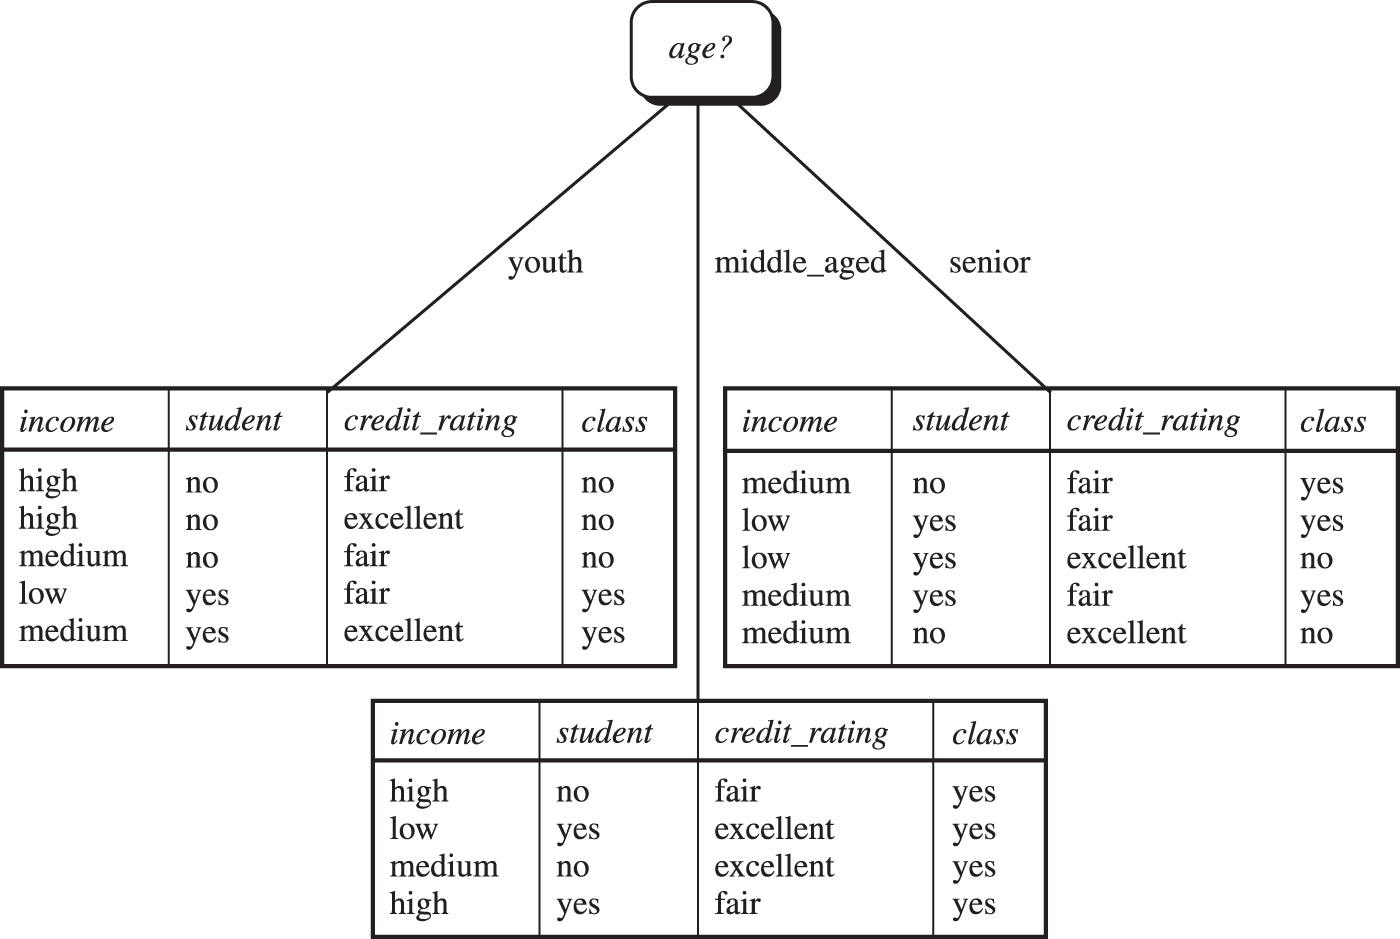 age?
youth middle_aged senior
income student credit_rating class
high no fair no
high no excellent no
medium no fair no
low yes fair yes
medium yes excellent yes
income student credit_rating class
medium no fair yes
low yes fair yes
low yes excellent no
medium yes fair yes
medium no excellent no
income student credit_rating class
high no fair yes
low yes excellent yes
medium no excellent yes
high yes fair yes